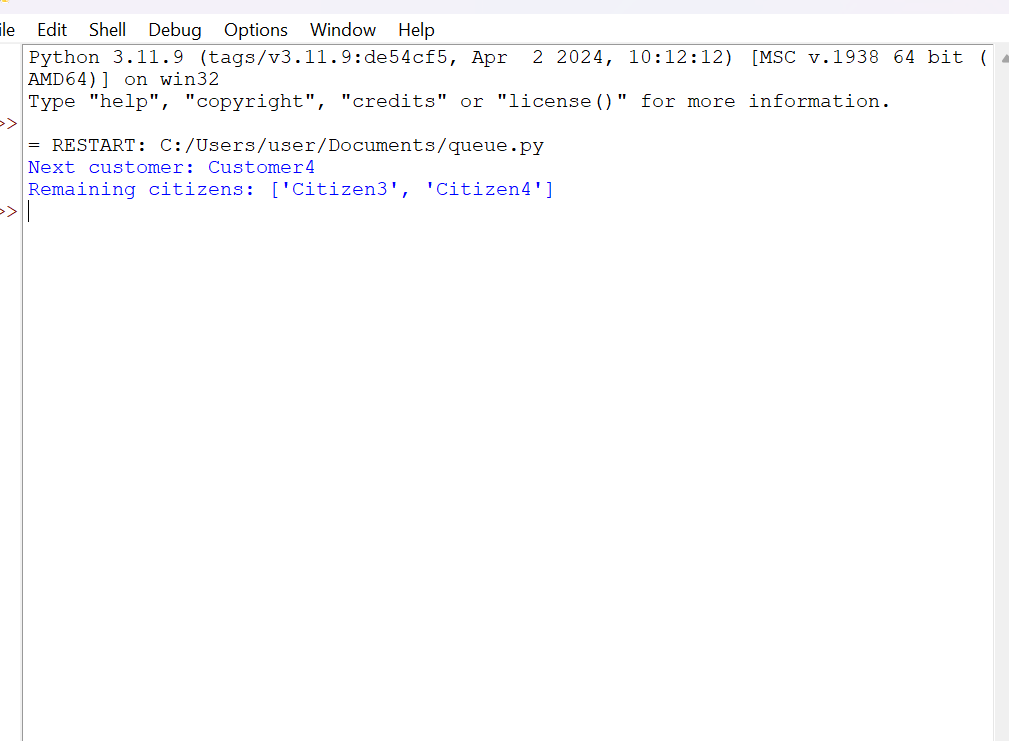 ile Edit Shell Debug Options Window Help
Python 3.11.9 (tags/v3.11.9:de54cf5, Apr  2 2024, 10:12:12) [MSC v.1938 64 bit (
AMD64)] on win32
Type "help", "copyright", "credits" or "license()" for more information.
>>
= RESTART: C:/Users/user/Documents/queue.py
Next customer: Customer4
Remaining citizens: ['Citizen3', 'Citizen4']
>>